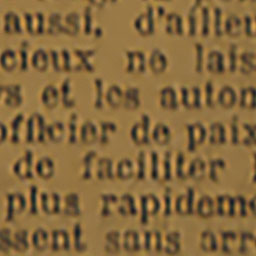 aussi, d'ailleu
cieux ne lais
s et les auton
officier de paix
de faciliter
plus rapideme
ssent sans arr